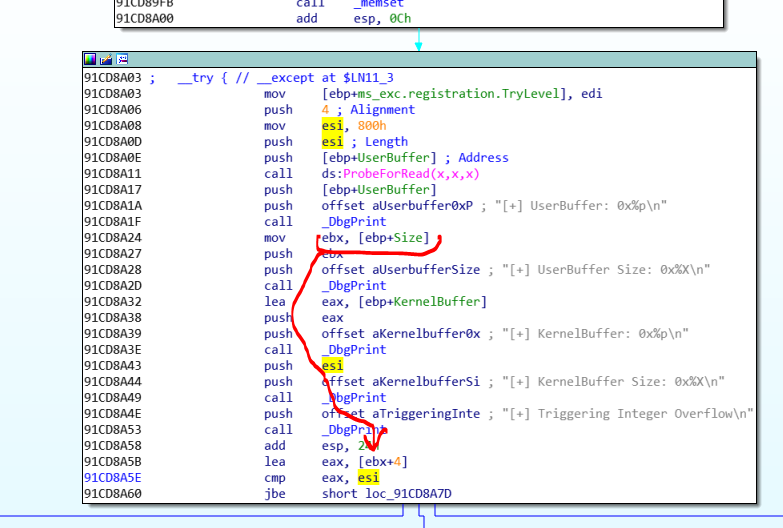 91CD89FB call _memset
91CD8A00 add esp, 0Ch
91CD8A03 ; __try { // __except at $LN11_3
91CD8A03 mov [ebp+ms_exc.registration.TryLevel], edi
91CD8A06 push 4 ; Alignment
91CD8A08 mov esi, 800h
91CD8A0D push esi ; Length
91CD8A0E push [ebp+UserBuffer] ; Address
91CD8A11 call ds:ProbeForRead(x,x,x)
91CD8A17 push [ebp+UserBuffer]
91CD8A1A push offset aUserbuffer0xP ; "[+] UserBuffer: 0x%p\n"
91CD8A1F call _DbgPrint
91CD8A24 mov ebx, [ebp+Size]
91CD8A27 push ebx
91CD8A28 push offset aUserbufferSize ; "[+] UserBuffer Size: 0x%X\n"
91CD8A2D call _DbgPrint
91CD8A32 lea eax, [ebp+KernelBuffer]
91CD8A38 push eax
91CD8A39 push offset aKernelbuffer0x ; "[+] KernelBuffer: 0x%p\n"
91CD8A3E call _DbgPrint
91CD8A43 push esi
91CD8A44 push offset aKernelbufferSi ; "[+] KernelBuffer Size: 0x%X\n"
91CD8A49 call _DbgPrint
91CD8A4E push offset aTriggeringInte ; "[+] Triggering Integer Overflow\n"
91CD8A53 call _DbgPrint
91CD8A58 add esp,
91CD8A5B lea eax, [ebx+4]
91CD8A5E cmp eax, esi
91CD8A60 jbe short loc_91CD8A7D